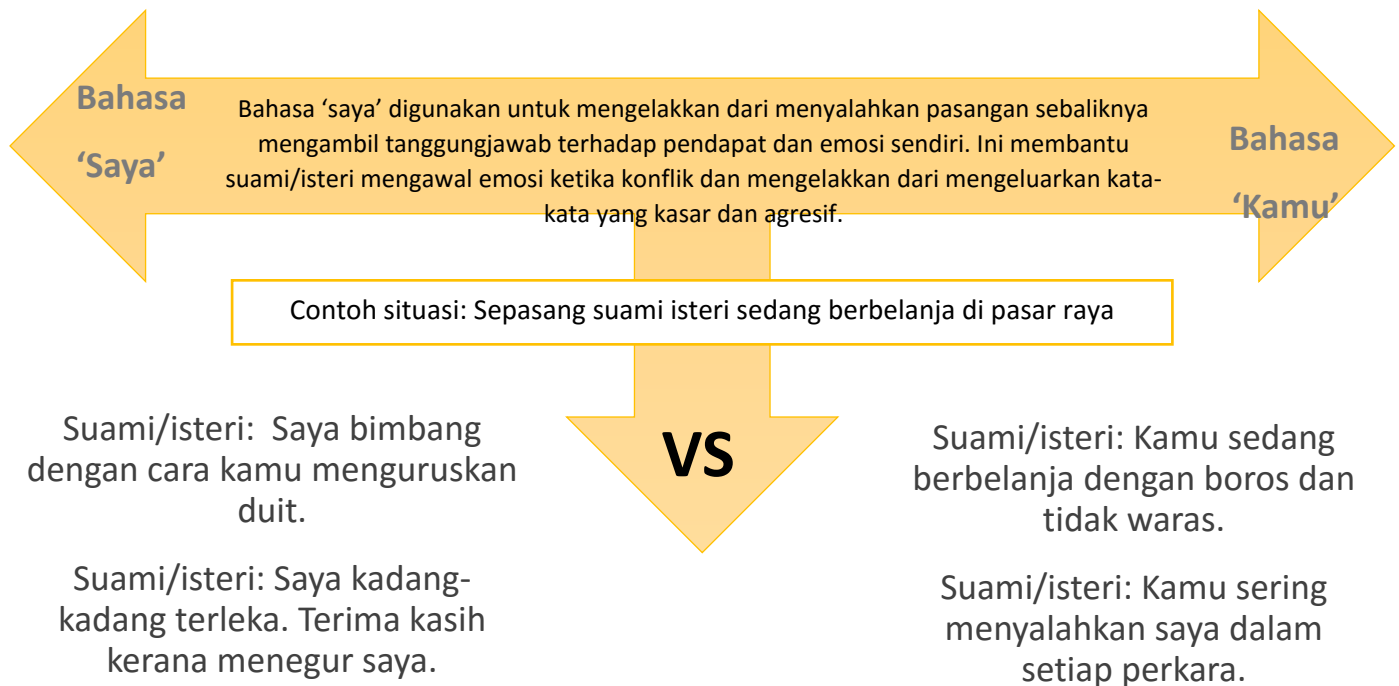 Bahasa
‘Saya’
Bahasa ‘saya’ digunakan untuk mengelakkan dari menyalahkan pasangan sebaliknya
mengambil tanggungjawab terhadap pendapat dan emosi sendiri. Ini membantu
suami/isteri mengawal emosi ketika konflik dan mengelakkan dari mengeluarkan kata-
kata yang kasar dan agresif.
Bahasa
‘Kamu’
Contoh situasi: Sepasang suami isteri sedang berbelanja di pasar raya
Suami/isteri: Saya bimbang
dengan cara kamu menguruskan
duit.
Suami/isteri: Saya kadang-
kadang terleka. Terima kasih
kerana menegur saya.
VS
Suami/isteri: Kamu sedang
berbelanja dengan boros dan
tidak waras.
Suami/isteri: Kamu sering
menyalahkan saya dalam
setiap perkara.